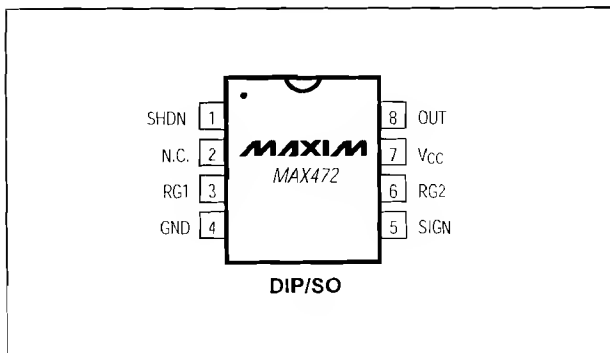 SHDN 1 8 OUT
N.C. 2 MAXIM 7 VCC
MAX472
RG1 3 6 RG2
GND 4 5 SIGN
DIP/SO